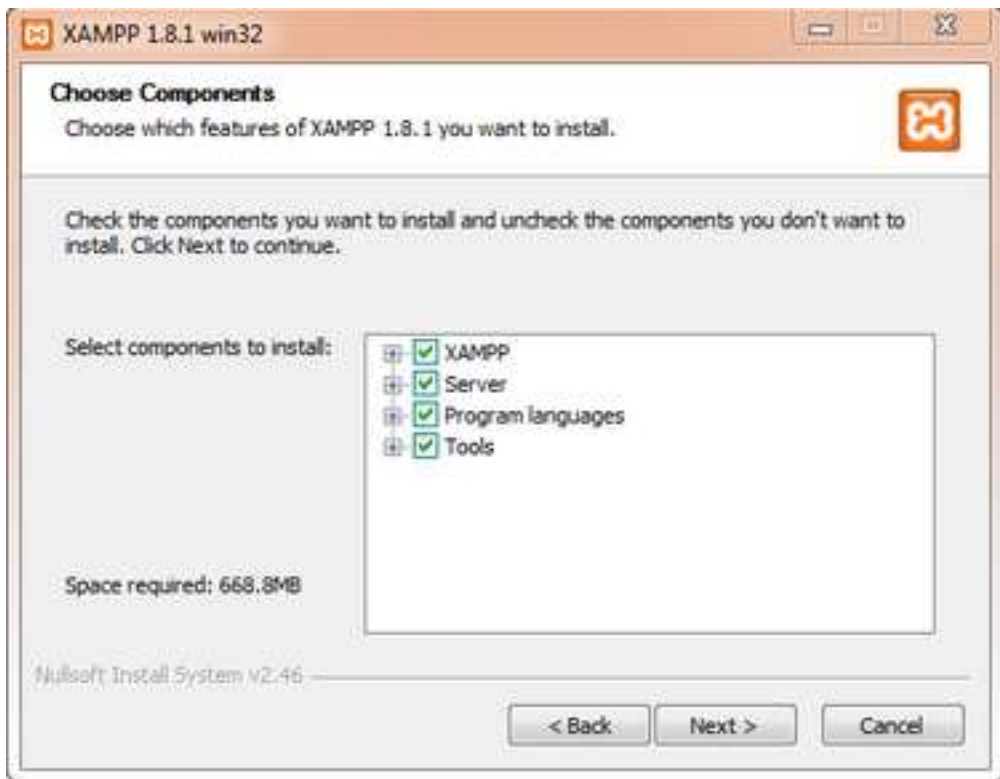 XAMPP 1.8.1 win32
Choose Components
Choose which features of XAMPP 1.8.1 you want to install.
Check the components you want to install and uncheck the components you don't want to
install. Click Next to continue.
Select components to install:
XAMPP
Server
Program languages
Tools
Space required: 668.8MB
Nullsoft Install System v2.46
< Back
Next >
Cancel